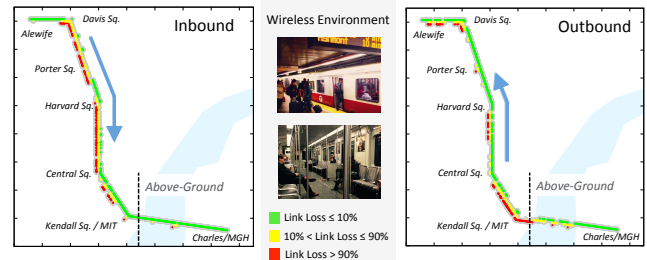 Inbound
Davis Sq.
Alewife
Porter Sq.
Harvard Sq.
Central Sq.
Above-Ground
Kendall Sq. / MIT
Charles/MGH
Wireless Environment
Link Loss ≤ 10%
10% < Link Loss ≤ 90%
Link Loss > 90%
Outbound
Davis Sq.
Alewife
Porter Sq.
Harvard Sq.
Central Sq.
Above-Ground
Kendall Sq. / MIT
Charles/MGH